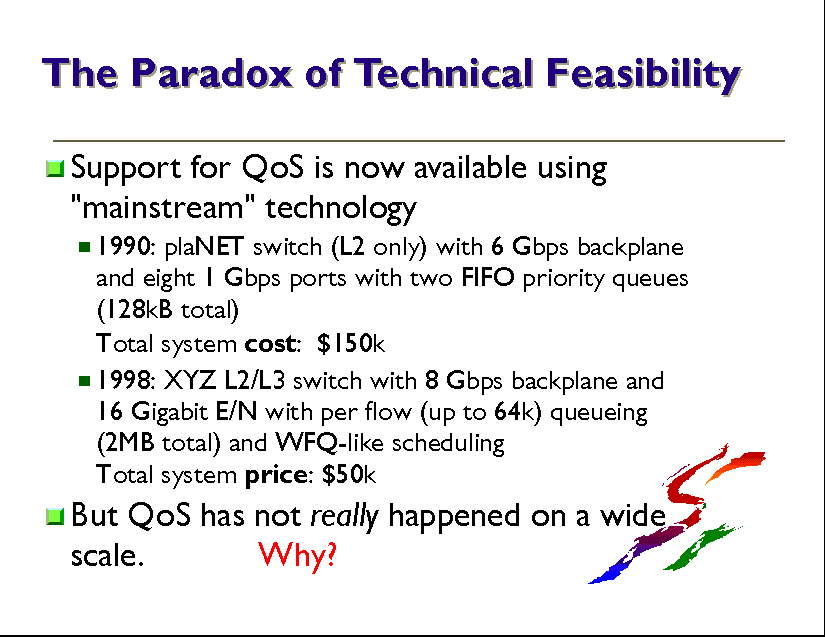 The Paradox of Technical Feasibility
Support for QoS is now available using
"mainstream" technology
1990: plaNET switch (L2 only) with 6 Gbps backplane
and eight 1 Gbps ports with two FIFO priority queues
(128kB total)
Total system cost: $150k
1998: XYZ L2/L3 switch with 8 Gbps backplane and
16 Gigabit E/N with per flow (up to 64k) queueing
(2MB total) and WFQ-like scheduling
Total system price: $50k
But QoS has not really happened on a wide
scale. Why?